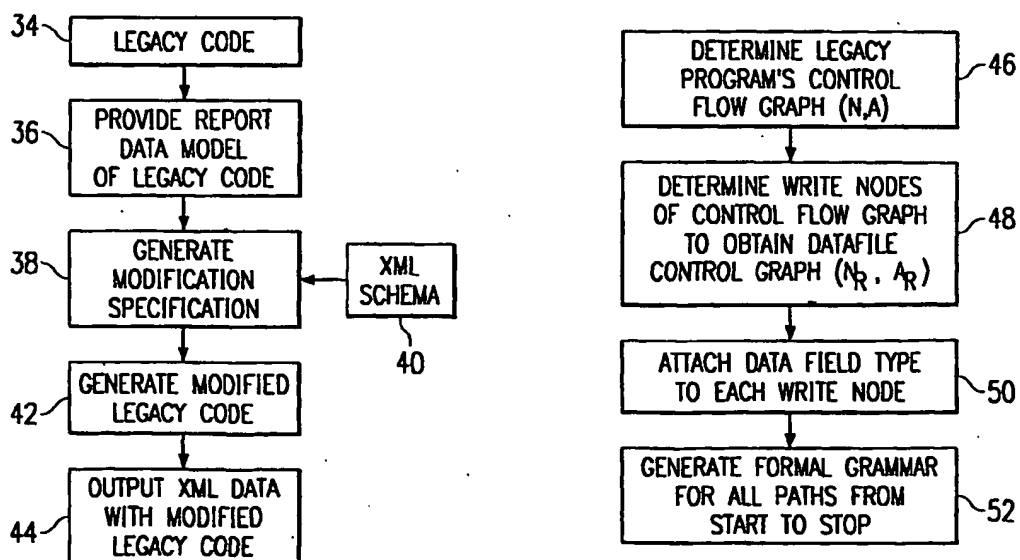 34
LEGACY CODE
36
PROVIDE REPORT
DATA MODEL
OF LEGACY CODE
38
GENERATE
MODIFICATION
SPECIFICATION
XML
SCHEMA
40
42
GENERATE MODIFIED
LEGACY CODE
44
OUTPUT XML DATA
WITH MODIFIED
LEGACY CODE
DETERMINE LEGACY
PROGRAM'S CONTROL
FLOW GRAPH (N,A)
46
DETERMINE WRITE NODES
OF CONTROL FLOW GRAPH
TO OBTAIN DATAFILE
CONTROL GRAPH (NR, AR)
48
ATTACH DATA FIELD TYPE
TO EACH WRITE NODE
50
GENERATE FORMAL GRAMMAR
FOR ALL PATHS FROM
START TO STOP
52